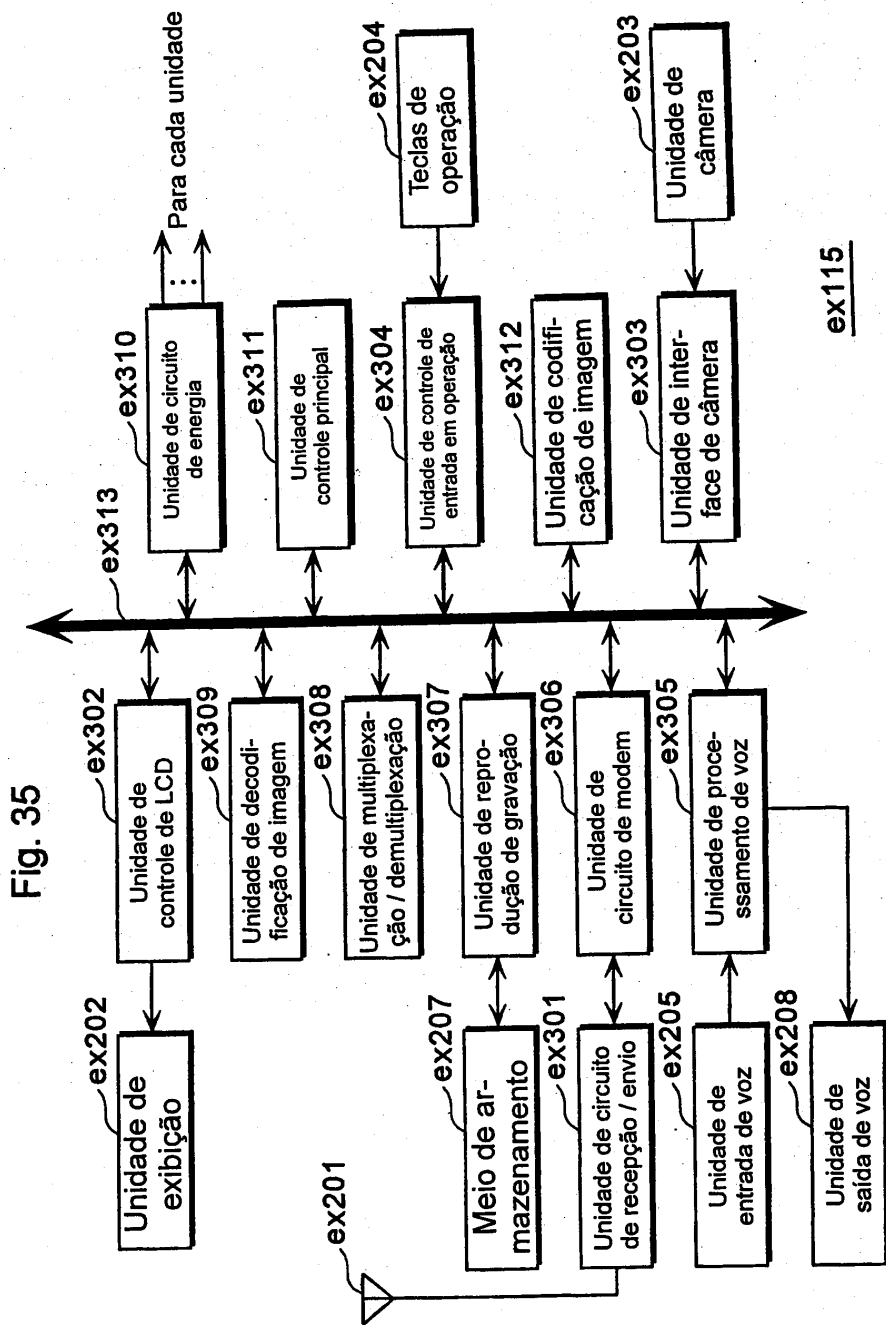 Fig. 35
ex313
ex202
Unidade de
exibição
ex302
Unidade de
controle de LCD
ex309
Unidade de decodi-
ficação de imagem
ex308
Unidade de multiplexa-
ção / demultiplexação
ex207
Meio de ar-
mazenamento
ex307
Unidade de repro-
dução de gravação
ex201
ex301
Unidade de circuito
de recepção / envio
ex306
Unidade de
circuito de modem
ex205
Unidade de
entrada de voz
ex305
Unidade de proce-
ssamento de voz
ex208
Unidade de
saída de voz
ex310
Unidade de circuito
de energia
Para cada unidade
ex311
Unidade de
controle principal
ex304
Unidade de controle de
entrada em operação
ex204
Teclas de
operação
ex312
Unidade de codifi-
cação de imagem
ex303
Unidade de inter-
face de câmera
ex203
Unidade de
câmera
ex115